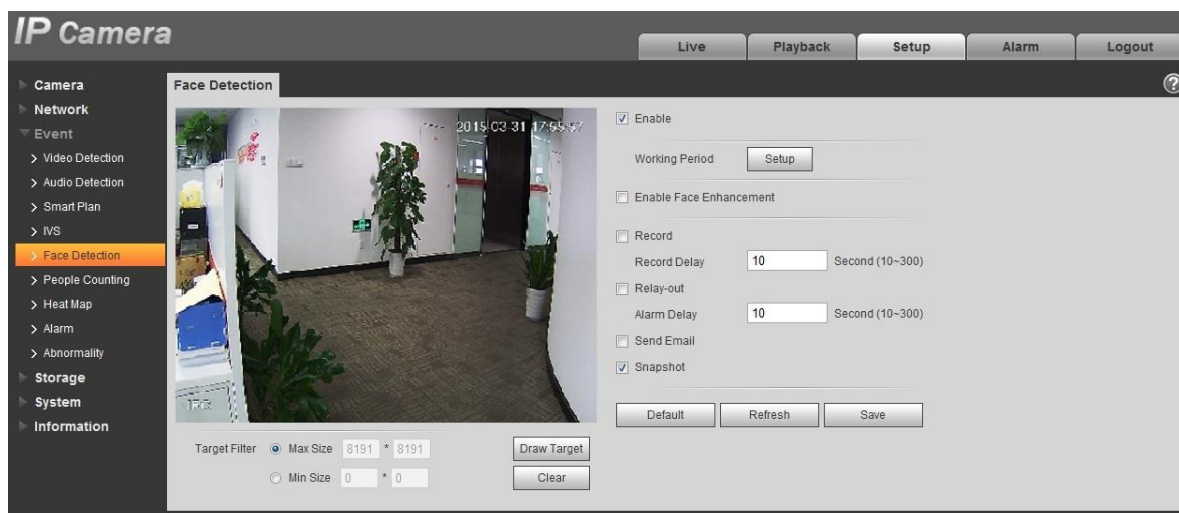 IP Camera
Live
Playback
Setup
Alarm
Logout
Camera
Network
Event
Video Detection
Audio Detection
Smart Plan
IVS
Face Detection
People Counting
Heat Map
Alarm
Abnormality
Storage
System
Information
Face Detection
?
2015-03-31 17:55:57
IPC
Target Filter Max Size 8191 * 8191 Draw Target
Min Size 0 * 0 Clear
Enable
Working Period Setup
Enable Face Enhancement
Record
Record Delay 10 Second (10~300)
Relay-out
Alarm Delay 10 Second (10~300)
Send Email
Snapshot
Default Refresh Save